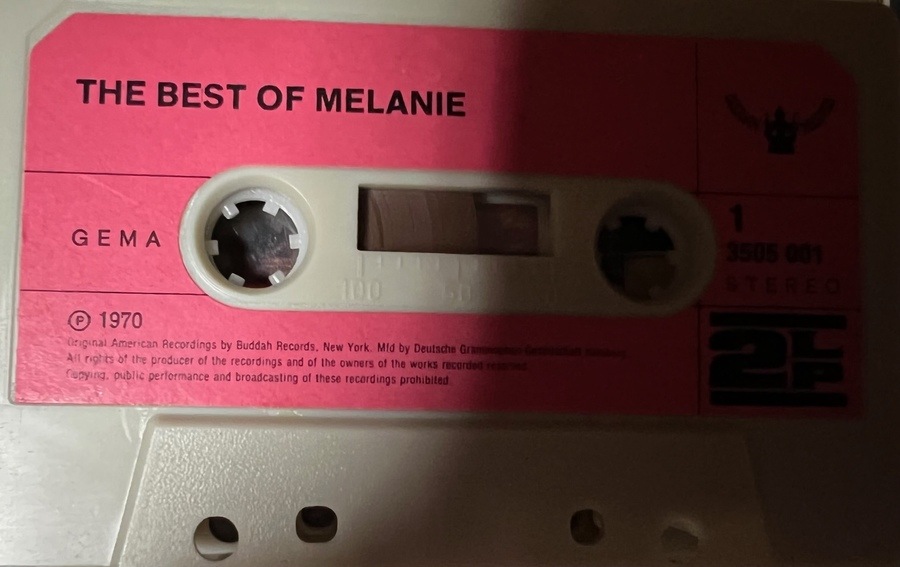 THE BEST OF MELANIE
GEMA
1
3505 001
STEREO
100 50
℗ 1970
Original American Recordings by Buddah Records, New York. Mfd by Deutsche Grammophon Gesellschaft Hamburg.
All rights of the producer of the recordings and of the owners of the works recorded reserved.
Copying, public performance and broadcasting of these recordings prohibited.
2LP